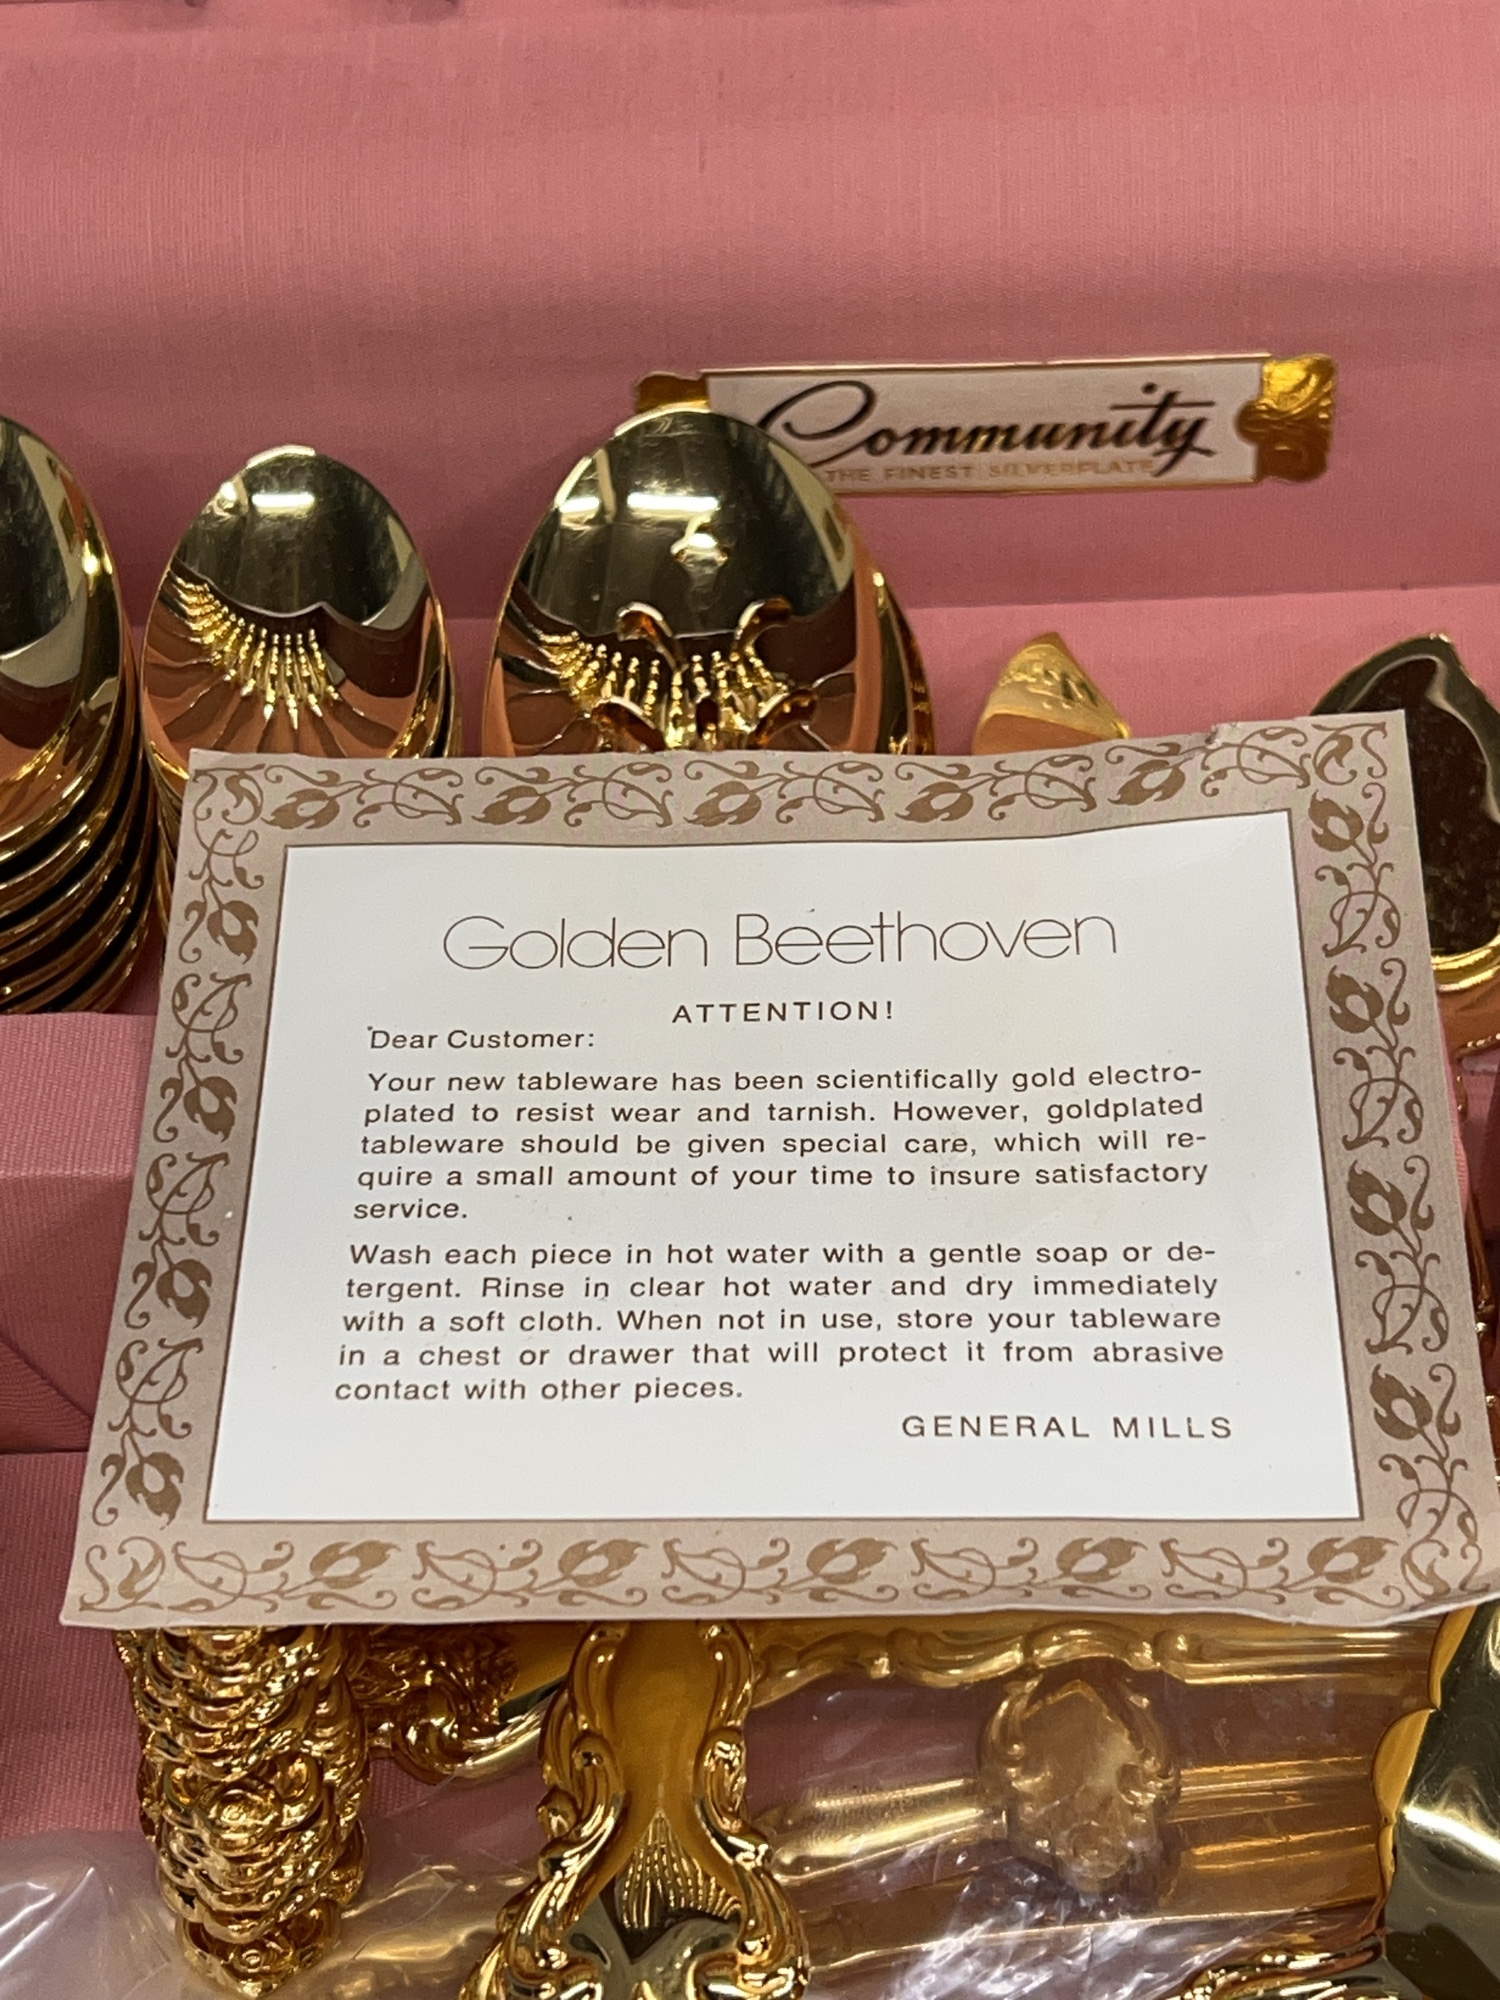 Community
THE FINEST SILVERPLATE
Golden Beethoven
ATTENTION!
Dear Customer:
Your new tableware has been scientifically gold electro-
plated to resist wear and tarnish. However, goldplated
tableware should be given special care, which will re-
quire a small amount of your time to insure satisfactory
service.
Wash each piece in hot water with a gentle soap or de-
tergent. Rinse in clear hot water and dry immediately
with a soft cloth. When not in use, store your tableware
in a chest or drawer that will protect it from abrasive
contact with other pieces.
GENERAL MILLS